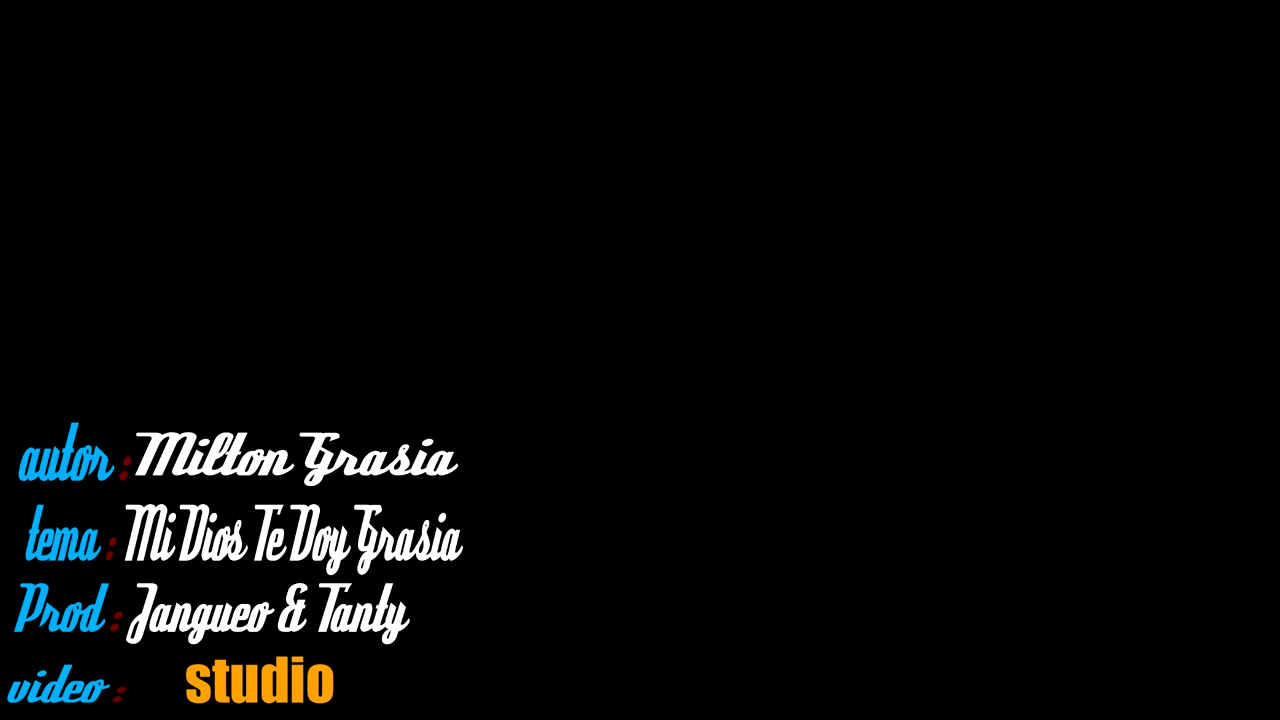 autor : Milton Grasia
tema : Mi Dios Te Doy Grasia
Prod : Jangueo & Tanty
video : studio